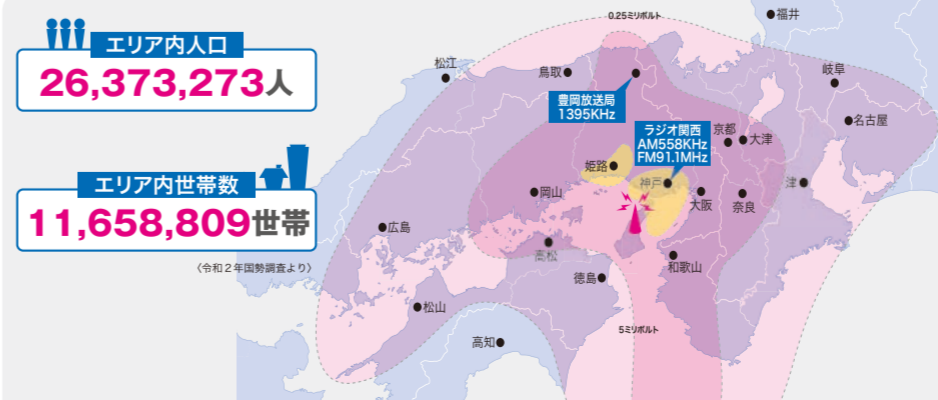 エリア内人口
26,373,273人
エリア内世帯数
11,658,809世帯
〈令和2年国勢調査より〉
0.25ミリボルト
福井
松江
鳥取
岐阜
豊岡放送局
1395KHz
名古屋
ラジオ関西
AM558KHz
FM91.1MHz
京都
大津
姫路
神戸
津
岡山
大阪
奈良
広島
高松
和歌山
徳島
松山
5ミリボルト
高知